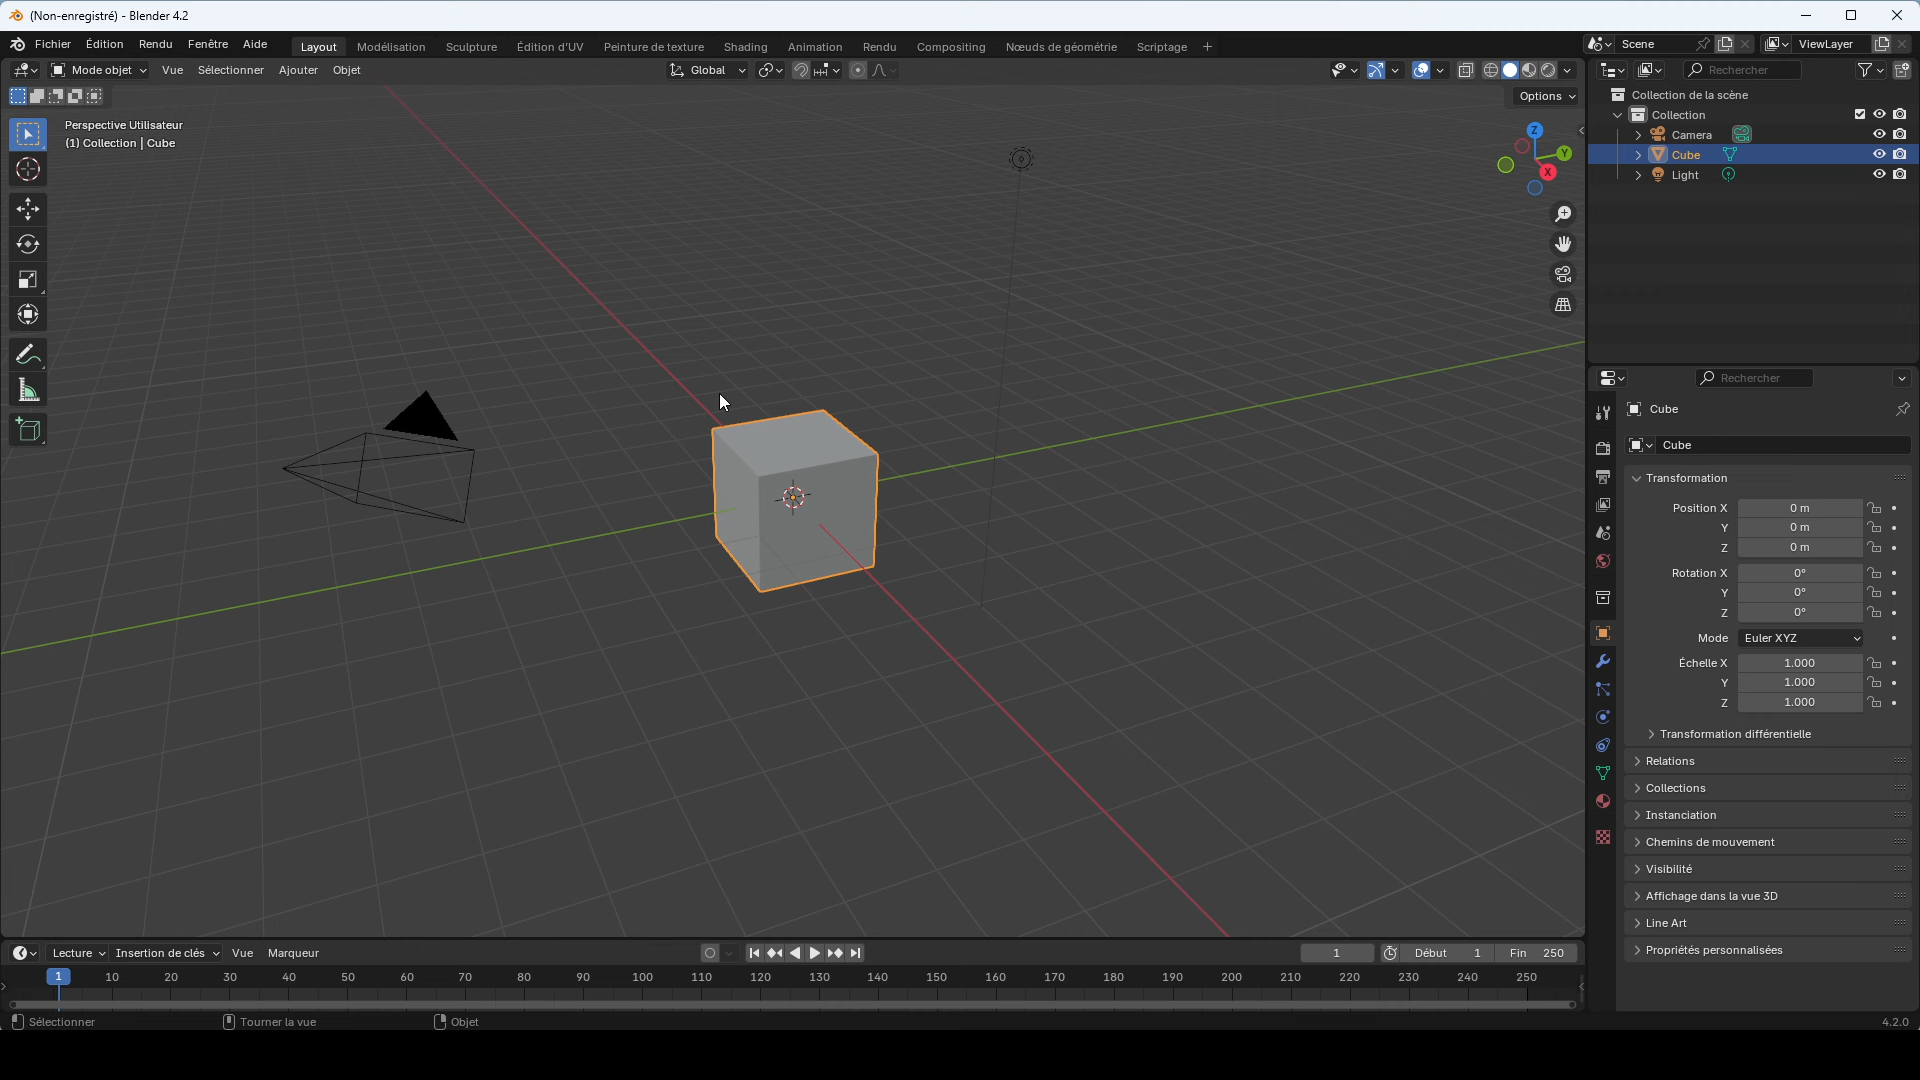 (Non-enregistré) - Blender 4.2
Fichier Édition Rendu Fenêtre Aide Layout Modélisation Sculpture Édition d'UV Peinture de texture Shading Animation Rendu Compositing Nœuds de géométrie Scriptage + Scene ViewLayer
Mode objet Vue Sélectionner Ajouter Objet Global Rechercher
Options
Perspective Utilisateur
(1) Collection | Cube
Z
Y
X
Collection de la scène
Collection
Camera
Cube
Light
Rechercher
Cube
Cube
Transformation
Position X 0 m
Y 0 m
Z 0 m
Rotation X 0°
Y 0°
Z 0°
Mode Euler XYZ
Échelle X 1.000
Y 1.000
Z 1.000
Transformation différentielle
Relations
Collections
Instanciation
Chemins de mouvement
Visibilité
Affichage dans la vue 3D
Line Art
Propriétés personnalisées
Lecture Insertion de clés Vue Marqueur 1 Début 1 Fin 250
1 10 20 30 40 50 60 70 80 90 100 110 120 130 140 150 160 170 180 190 200 210 220 230 240 250
Sélectionner Tourner la vue Objet 4.2.0